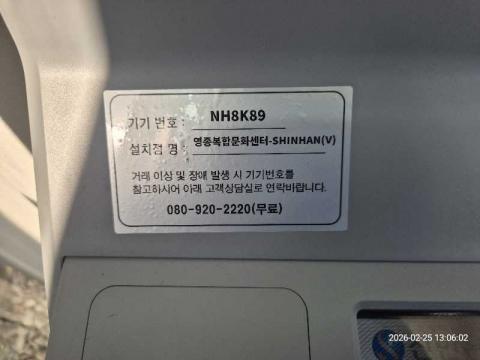 기기 번호 : NH8K89
설치점 명 : 영종복합문화센터-SHINHAN(V)
거래 이상 및 장애 발생 시 기기번호를
참고하시어 아래 고객상담실로 연락바랍니다.
080-920-2220(무료)
2026-02-25 13:06:02